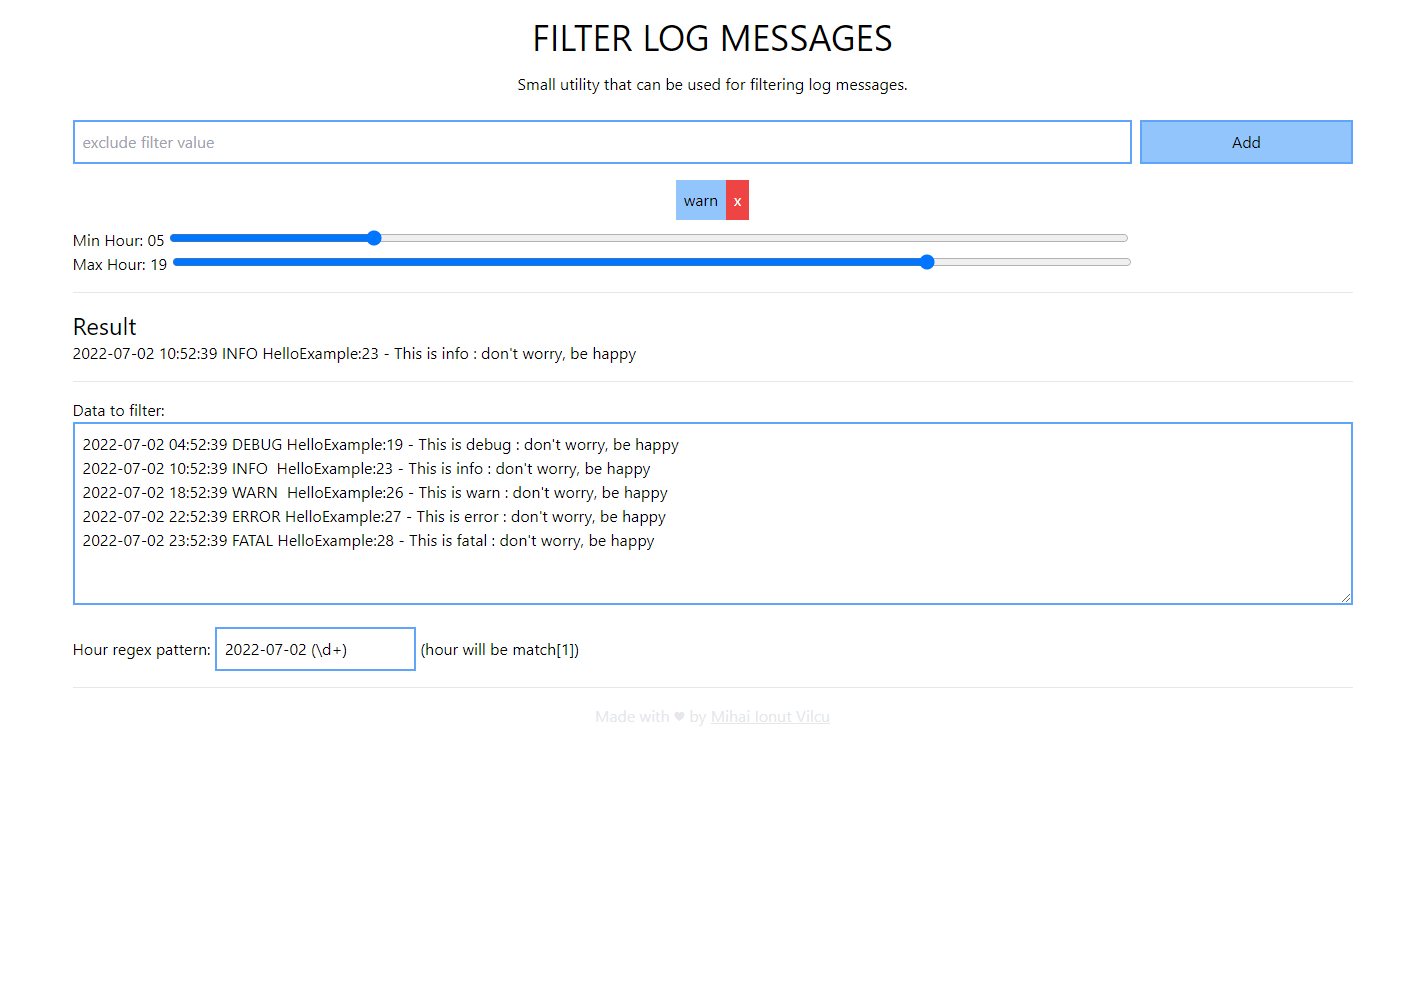 FILTER LOG MESSAGES
Small utility that can be used for filtering log messages.
exclude filter value
Add
warn x
Min Hour: 05
Max Hour: 19
Result
2022-07-02 10:52:39 INFO HelloExample:23 - This is info : don't worry, be happy
Data to filter:
2022-07-02 04:52:39 DEBUG HelloExample:19 - This is debug : don't worry, be happy
2022-07-02 10:52:39 INFO  HelloExample:23 - This is info : don't worry, be happy
2022-07-02 18:52:39 WARN  HelloExample:26 - This is warn : don't worry, be happy
2022-07-02 22:52:39 ERROR HelloExample:27 - This is error : don't worry, be happy
2022-07-02 23:52:39 FATAL HelloExample:28 - This is fatal : don't worry, be happy
Hour regex pattern: 2022-07-02 (\d+) (hour will be match[1])
Made with ♥ by Mihai Ionut Vilcu